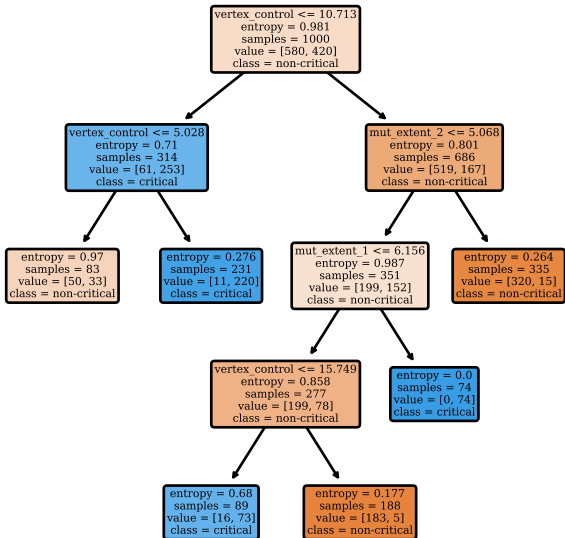 vertex_control <= 10.713
entropy = 0.981
samples = 1000
value = [580, 420]
class = non-critical
vertex_control <= 5.028
entropy = 0.71
samples = 314
value = [61, 253]
class = critical
mut_extent_2 <= 5.068
entropy = 0.801
samples = 686
value = [519, 167]
class = non-critical
entropy = 0.97
samples = 83
value = [50, 33]
class = non-critical
entropy = 0.276
samples = 231
value = [11, 220]
class = critical
mut_extent_1 <= 6.156
entropy = 0.987
samples = 351
value = [199, 152]
class = non-critical
entropy = 0.264
samples = 335
value = [320, 15]
class = non-critical
vertex_control <= 15.749
entropy = 0.858
samples = 277
value = [199, 78]
class = non-critical
entropy = 0.0
samples = 74
value = [0, 74]
class = critical
entropy = 0.68
samples = 89
value = [16, 73]
class = critical
entropy = 0.177
samples = 188
value = [183, 5]
class = non-critical